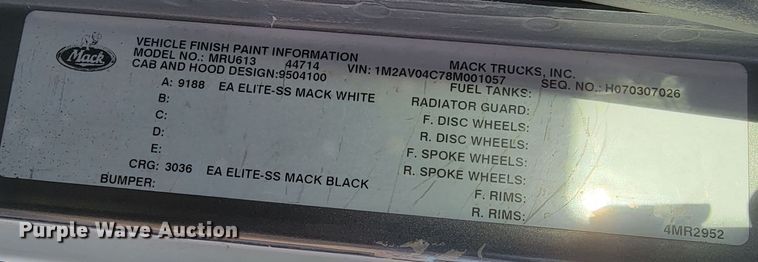 Mack
VEHICLE FINISH PAINT INFORMATION
MACK TRUCKS, INC.
MODEL NO.: MRU613 44714 VIN: 1M2AV04C78M001057 SEQ. NO.: H070307026
CAB AND HOOD DESIGN:9504100
FUEL TANKS:
A: 9188 EA ELITE-SS MACK WHITE
RADIATOR GUARD:
B:
F. DISC WHEELS:
C:
R. DISC WHEELS:
D:
F. SPOKE WHEELS:
E:
R. SPOKE WHEELS:
CRG: 3036 EA ELITE-SS MACK BLACK
F. RIMS:
BUMPER:
R. RIMS:
4MR2952
Purple Wave Auction